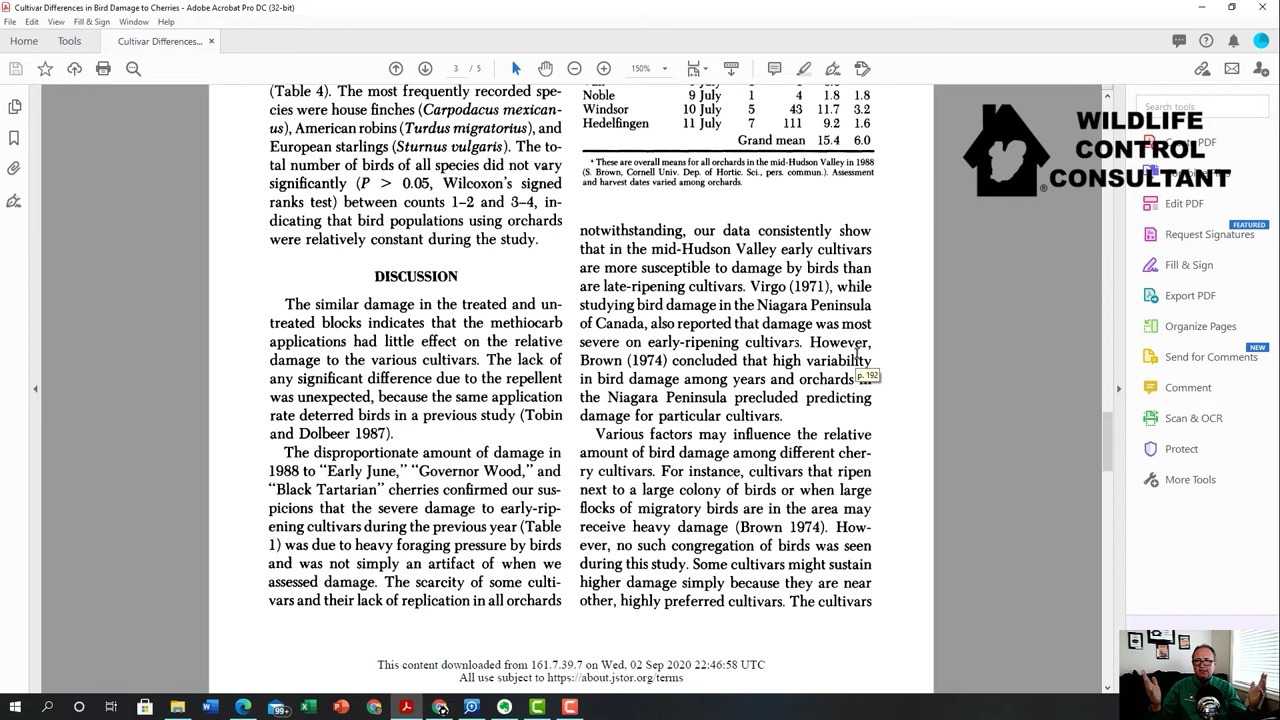 Cultivar Differences in Bird Damage to Cherries.pdf - Adobe Acrobat Pro DC (32-bit)
File Edit View Fill & Sign Window Help
Home Tools Cultivar Differences... ×
3 / 5 150%
(Table 4). The most frequently recorded spe-
cies were house finches (Carpodacus mexican-
us), American robins (Turdus migratorius), and
European starlings (Sturnus vulgaris). The to-
tal number of birds of all species did not vary
significantly (P > 0.05, Wilcoxon's signed
ranks test) between counts 1–2 and 3–4, in-
dicating that bird populations using orchards
were relatively constant during the study.
DISCUSSION
The similar damage in the treated and un-
treated blocks indicates that the methiocarb
applications had little effect on the relative
damage to the various cultivars. The lack of
any significant difference due to the repellent
was unexpected, because the same application
rate deterred birds in a previous study (Tobin
and Dolbeer 1987).
The disproportionate amount of damage in
1988 to “Early June,” “Governor Wood,” and
“Black Tartarian” cherries confirmed our sus-
picions that the severe damage to early-rip-
ening cultivars during the previous year (Table
1) was due to heavy foraging pressure by birds
and was not simply an artifact of when we
assessed damage. The scarcity of some culti-
vars and their lack of replication in all orchards
Noble 9 July 1 4 1.8 1.8
Windsor 10 July 5 43 11.7 3.2
Hedelfingen 11 July 7 111 9.2 1.6
Grand mean 15.4 6.0
a These are overall means for all orchards in the mid-Hudson Valley in 1988
(S. Brown, Cornell Univ. Dep. of Hortic. Sci., pers. commun.). Assessment
and harvest dates varied among orchards.
notwithstanding, our data consistently show
that in the mid-Hudson Valley early cultivars
are more susceptible to damage by birds than
are late-ripening cultivars. Virgo (1971), while
studying bird damage in the Niagara Peninsula
of Canada, also reported that damage was most
severe on early-ripening cultivars. However,
Brown (1974) concluded that high variability
in bird damage among years and orchards in
p. 192
the Niagara Peninsula precluded predicting
damage for particular cultivars.
Various factors may influence the relative
amount of bird damage among different cher-
ry cultivars. For instance, cultivars that ripen
next to a large colony of birds or when large
flocks of migratory birds are in the area may
receive heavy damage (Brown 1974). How-
ever, no such congregation of birds was seen
during this study. Some cultivars might sustain
higher damage simply because they are near
other, highly preferred cultivars. The cultivars
This content downloaded from 161.7.39.7 on Wed, 02 Sep 2020 22:46:58 UTC
All use subject to https://about.jstor.org/terms
WILDLIFE
CONTROL
CONSULTANT
®
Search tools
PDF
Edit PDF
FEATURED
Request Signatures
Fill & Sign
Export PDF
Organize Pages
NEW
Send for Comments
Comment
Scan & OCR
Protect
More Tools
99+